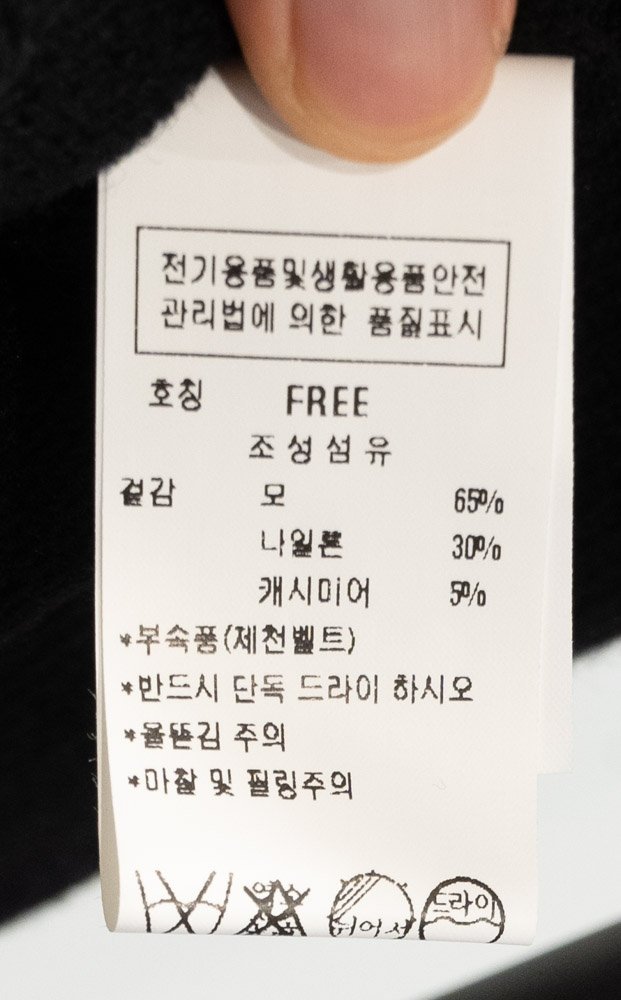 전기용품및생활용품안전
관리법에 의한 품질표시
호칭 FREE
조성섬유
겉감 모 65%
나일론 30%
캐시미어 5%
*부속품(제천벨트)
*반드시 단독 드라이 하시오
*올뜯김 주의
*마찰 및 필링주의
드라이